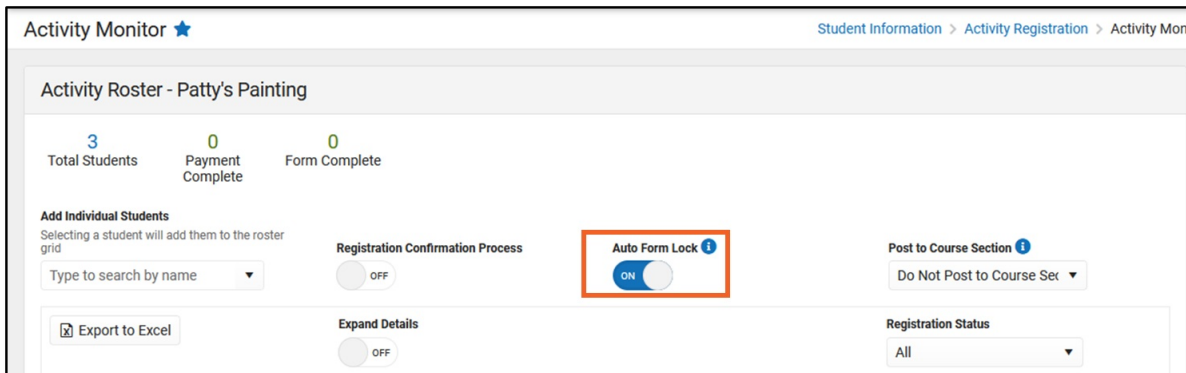 Activity Monitor
Student Information > Activity Registration > Activity Mon
Activity Roster - Patty's Painting
3
Total Students
0
Payment
Complete
0
Form Complete
Add Individual Students
Selecting a student will add them to the roster
grid
Type to search by name
Registration Confirmation Process
OFF
Auto Form Lock
ON
Post to Course Section
Do Not Post to Course Sec
Export to Excel
Expand Details
OFF
Registration Status
All